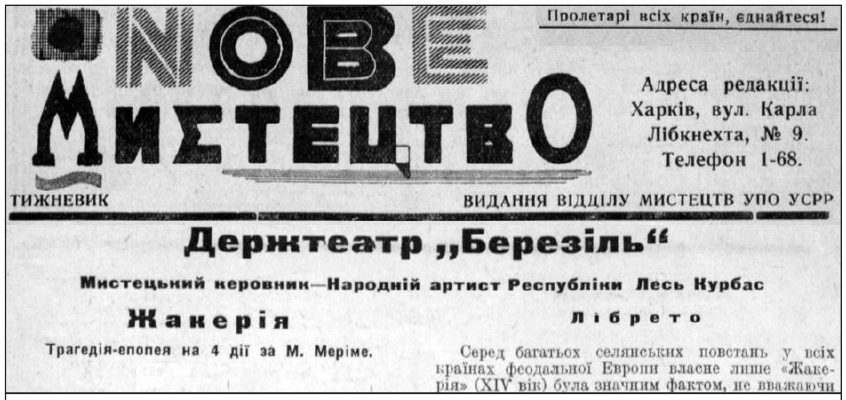 NOВЕ
Пролетарі всіх країн, єднайтеся!
МИСТЕЦТВО
Адреса редакції:
Харків, вул. Карла
Лібкнехта, № 9.
Телефон 1-68.
ТИЖНЕВИК
ВИДАННЯ ВІДДІЛУ МИСТЕЦТВ УПО УСРР
Держтеатр „Березіль“
Мистецький керовник—Народній артист Республіки Лесь Курбас
Жакерія
Трагедія-епопея на 4 дії за М. Меріме.
Лібрето
Серед багатьох селянських повстань у всіх
країнах феодальної Европи власне лише «Жаке-
рія» (XIV вік) була значним фактом, не вважаючи